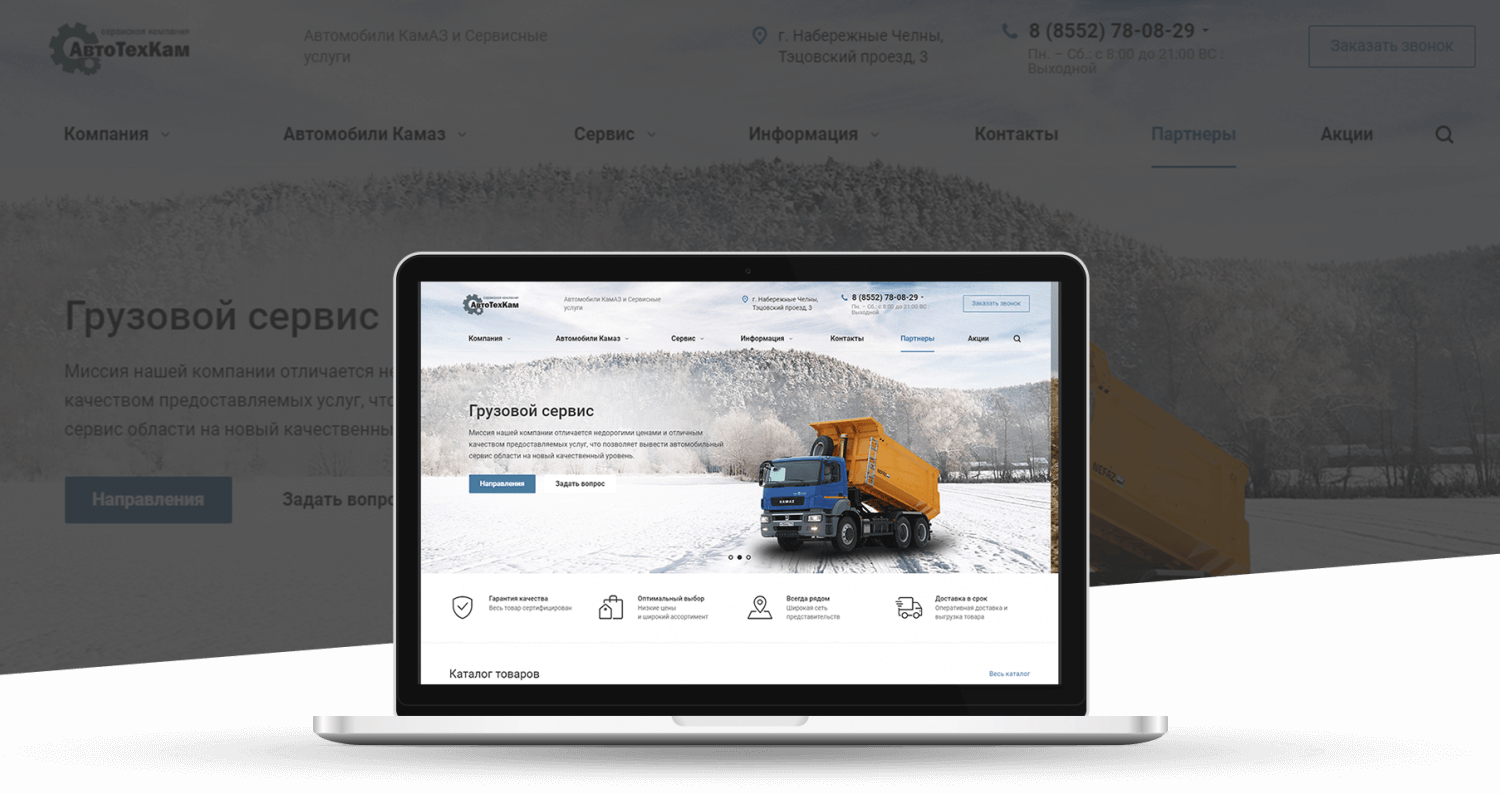 сервисная компания
АвтоТехКам
Автомобили КамАЗ и Сервисные
услуги
г. Набережные Челны,
Тэцовский проезд, 3
8 (8552) 78-08-29
Пн. – Сб.: с 8:00 до 21:00 ВС :
Выходной
Заказать звонок
Компания
Автомобили Камаз
Сервис
Информация
Контакты
Партнеры
Акции
Грузовой сервис
Миссия нашей компании отличается не
качеством предоставляемых услуг, что
сервис области на новый качественны
Направления
Задать вопрос
NEFAZ
сервисная компания
АвтоТехКам
Автомобили КамАЗ и Сервисные
услуги
г. Набережные Челны,
Тэцовский проезд, 3
8 (8552) 78-08-29
Пн. – Сб.: с 8:00 до 21:00 ВС :
Выходной
Заказать звонок
Компания
Автомобили Камаз
Сервис
Информация
Контакты
Партнеры
Акции
Грузовой сервис
Миссия нашей компании отличается недорогими ценами и отличным
качеством предоставляемых услуг, что позволяет вывести автомобильный
сервис области на новый качественный уровень.
Направления
Задать вопрос
NEFAZ
KAMAZ
Гарантия качества
Весь товар сертифицирован
Оптимальный выбор
Низкие цены
и широкий ассортимент
Всегда рядом
Широкая сеть
представительств
Доставка в срок
Оперативная доставка и
выгрузка товара
Каталог товаров
Весь каталог